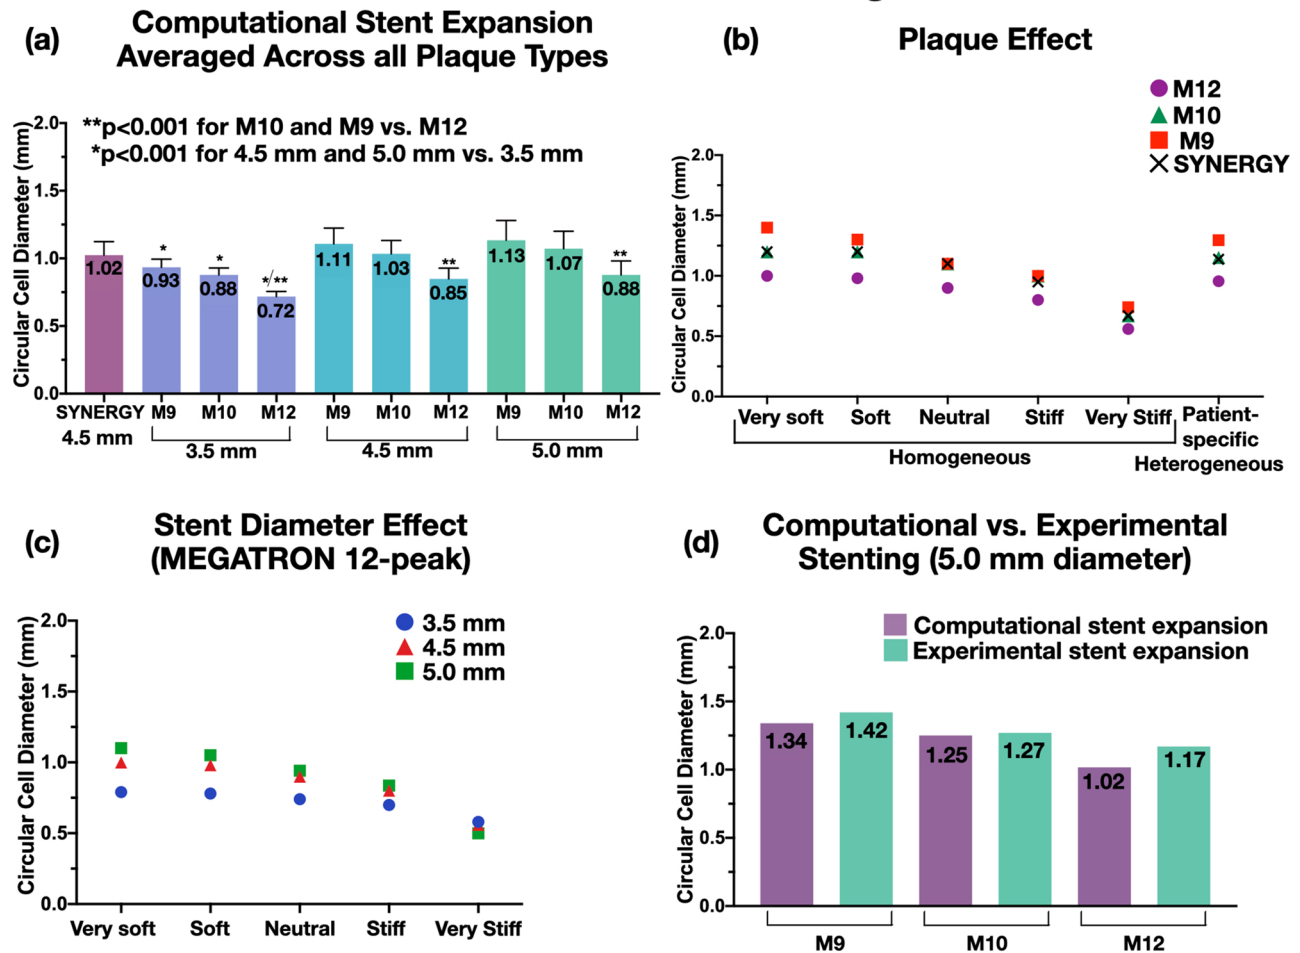 (a)
Computational Stent Expansion
Averaged Across all Plaque Types
**p<0.001 for M10 and M9 vs. M12
*p<0.001 for 4.5 mm and 5.0 mm vs. 3.5 mm
Circular Cell Diameter (mm)
2.0
1.5
1.0
0.5
0.0
1.02
*
0.93
*
0.88
*/**
0.72
1.11
1.03
**
0.85
1.13
1.07
**
0.88
SYNERGY M9 M10 M12 M9 M10 M12 M9 M10 M12
4.5 mm 3.5 mm 4.5 mm 5.0 mm
(b)
Plaque Effect
M12
M10
M9
SYNERGY
Circular Cell Diameter (mm)
2.0
1.5
1.0
0.5
0.0
Very soft Soft Neutral Stiff Very Stiff Patient-
specific
Homogeneous Heterogeneous
(c)
Stent Diameter Effect
(MEGATRON 12-peak)
3.5 mm
4.5 mm
5.0 mm
Circular Cell Diameter (mm)
2.0
1.5
1.0
0.5
0.0
Very soft Soft Neutral Stiff Very Stiff
(d)
Computational vs. Experimental
Stenting (5.0 mm diameter)
Computational stent expansion
Experimental stent expansion
Circular Cell Diameter (mm)
2.0
1.5
1.0
0.5
0.0
1.34
1.42
1.25
1.27
1.02
1.17
M9 M10 M12